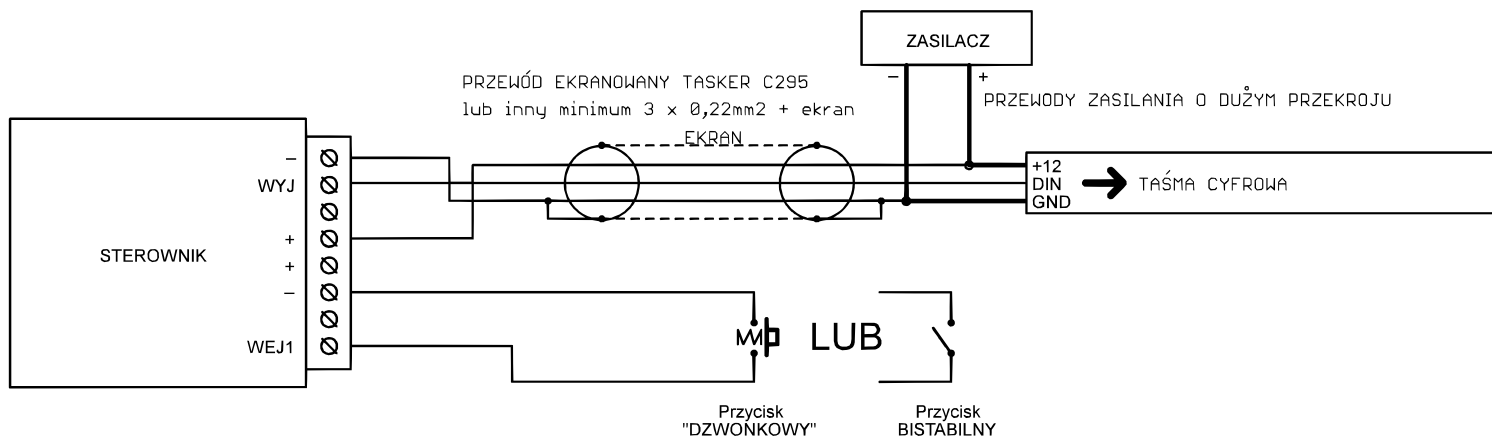 ZASILACZ
– +
PRZEWÓD EKRANOWANY TASKER C295
lub inny minimum 3 x 0,22mm2 + ekran
EKRAN
PRZEWODY ZASILANIA O DUŻYM PRZEKROJU
STEROWNIK
–
WYJ
+
+
–
WEJ1
+12
DIN
GND
TAŚMA CYFROWA
LUB
Przycisk
"DZWONKOWY"
Przycisk
BISTABILNY